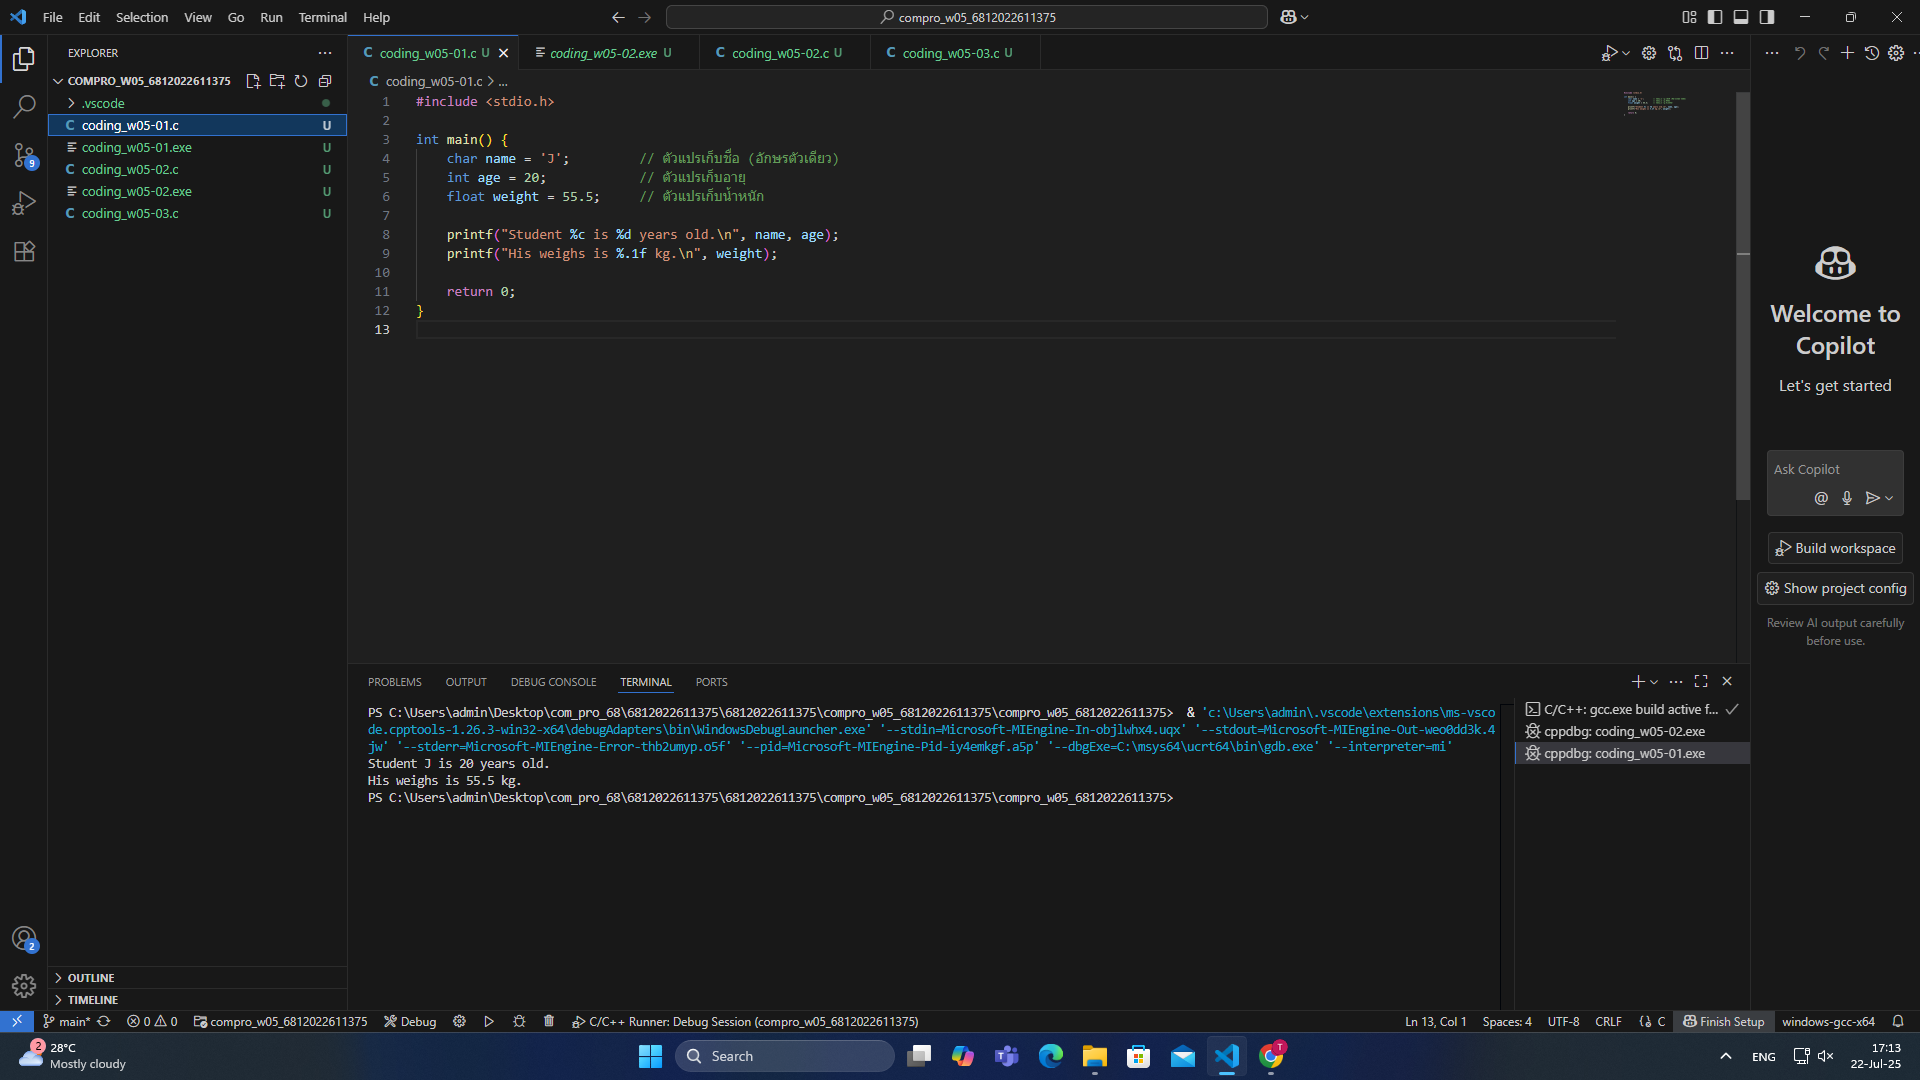 File Edit Selection View Go Run Terminal Help
compro_w05_6812022611375
EXPLORER
COMPRO_W05_6812022611375
.vscode
coding_w05-01.c U
coding_w05-01.exe U
coding_w05-02.c U
coding_w05-02.exe U
coding_w05-03.c U
9
2
OUTLINE
TIMELINE
coding_w05-01.c U
coding_w05-02.exe U
coding_w05-02.c U
coding_w05-03.c U
coding_w05-01.c > ...
1 #include <stdio.h>
2
3 int main() {
4 char name = 'J'; // ตัวแปรเก็บชื่อ (อักษรตัวเดียว)
5 int age = 20; // ตัวแปรเก็บอายุ
6 float weight = 55.5; // ตัวแปรเก็บน้ำหนัก
7
8 printf("Student %c is %d years old.\n", name, age);
9 printf("His weighs is %.1f kg.\n", weight);
10
11 return 0;
12 }
13
PROBLEMS OUTPUT DEBUG CONSOLE TERMINAL PORTS
PS C:\Users\admin\Desktop\com_pro_68\6812022611375\6812022611375\compro_w05_6812022611375\compro_w05_6812022611375> & 'c:\Users\admin\.vscode\extensions\ms-vsco
de.cpptools-1.26.3-win32-x64\debugAdapters\bin\WindowsDebugLauncher.exe' '--stdin=Microsoft-MIEngine-In-objlwhx4.uqx' '--stdout=Microsoft-MIEngine-Out-weo0dd3k.4
jw' '--stderr=Microsoft-MIEngine-Error-thb2umyp.o5f' '--pid=Microsoft-MIEngine-Pid-iy4emkgf.a5p' '--dbgExe=C:\msys64\ucrt64\bin\gdb.exe' '--interpreter=mi'
Student J is 20 years old.
His weighs is 55.5 kg.
PS C:\Users\admin\Desktop\com_pro_68\6812022611375\6812022611375\compro_w05_6812022611375\compro_w05_6812022611375>
C/C++: gcc.exe build active f...
cppdbg: coding_w05-02.exe
cppdbg: coding_w05-01.exe
Welcome to
Copilot
Let's get started
Ask Copilot
Build workspace
Show project config
Review AI output carefully
before use.
main* 0 0 compro_w05_6812022611375 Debug C/C++ Runner: Debug Session (compro_w05_6812022611375) Ln 13, Col 1 Spaces: 4 UTF-8 CRLF {} C Finish Setup windows-gcc-x64
2
28°C
Mostly cloudy
Search
T
ENG
17:13
22-Jul-25